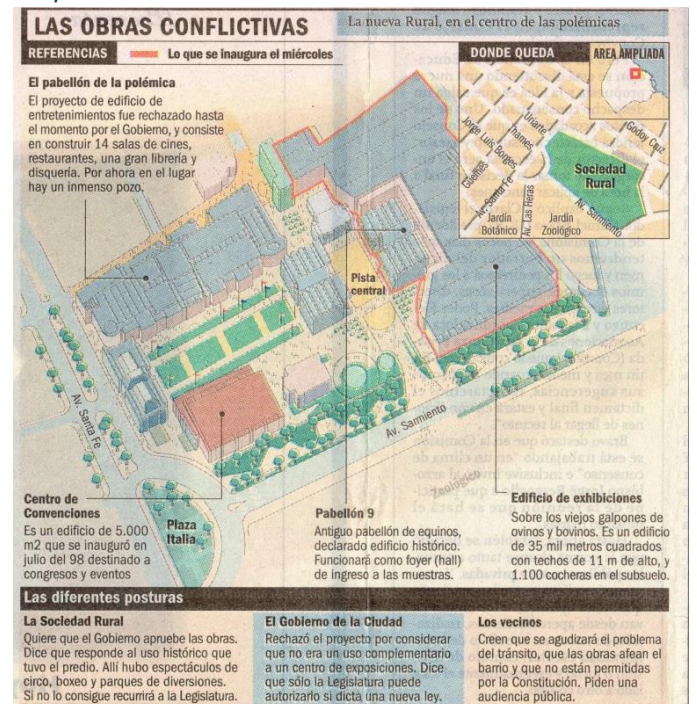 LAS OBRAS CONFLICTIVAS
La nueva Rural, en el centro de las polémicas
REFERENCIAS
Lo que se inaugura el miércoles
El pabellón de la polémica
El proyecto de edificio de
entretenimientos fue rechazado hasta
el momento por el Gobierno, y consiste
en construir 14 salas de cines,
restaurantes, una gran librería y
disquería. Por ahora en el lugar
hay un inmenso pozo.
DONDE QUEDA
AREA AMPLIADA
Jorge Luis Borges
Uriarte
Thames
Godoy Cruz
Güemes
Av. Santa Fe
Av. Las Heras
Sociedad
Rural
Av. Sarmiento
Jardín
Botánico
Jardín
Zoológico
Pista
central
Av. Santa Fe
Av. Sarmiento
Zoológico
Plaza
Italia
Centro de
Convenciones
Es un edificio de 5.000
m2 que se inauguró en
julio del 98 destinado a
congresos y eventos
Pabellón 9
Antiguo pabellón de equinos,
declarado edificio histórico.
Funcionará como foyer (hall)
de ingreso a las muestras.
Edificio de exhibiciones
Sobre los viejos galpones de
ovinos y bovinos. Es un edificio
de 35 mil metros cuadrados
con techos de 11 m de alto, y
1.100 cocheras en el subsuelo.
Las diferentes posturas
La Sociedad Rural
Quiere que el Gobierno apruebe las obras.
Dice que responde al uso histórico que
tuvo el predio. Allí hubo espectáculos de
circo, boxeo y parques de diversiones.
Si no lo consigue recurrirá a la Legislatura.
El Gobierno de la Ciudad
Rechazó el proyecto por considerar
que no era un uso complementario
a un centro de exposiciones. Dice
que sólo la Legislatura puede
autorizarlo si dicta una nueva ley.
Los vecinos
Creen que se agudizará el problema
del tránsito, que las obras afean el
barrio y que no están permitidas
por la Constitución. Piden una
audiencia pública.